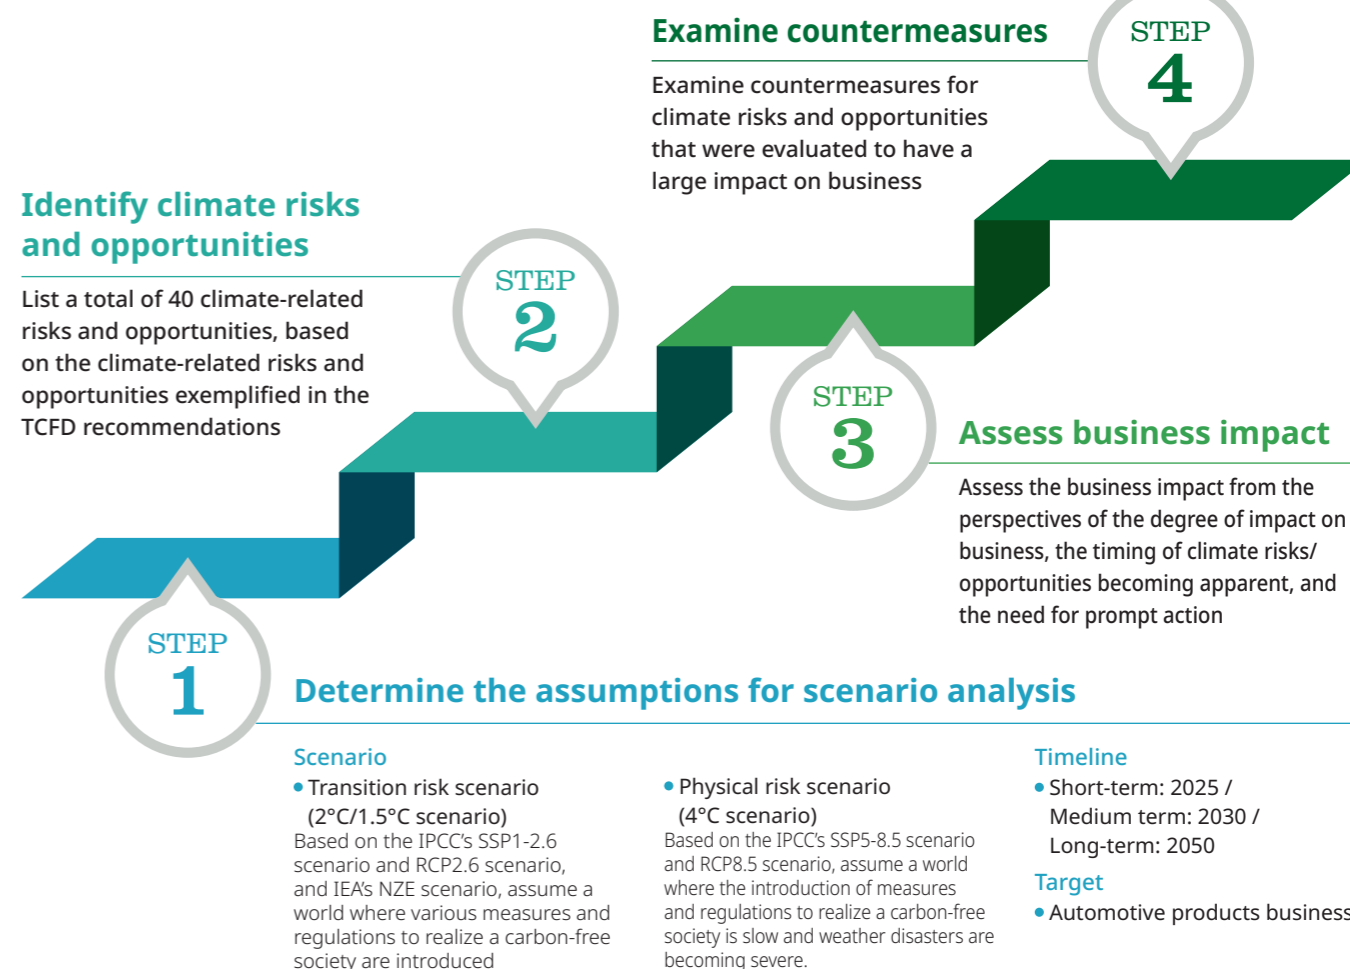 Examine countermeasures
STEP
4
Examine countermeasures for
climate risks and opportunities
that were evaluated to have a
large impact on business
Identify climate risks
and opportunities
STEP
2
List a total of 40 climate-related
risks and opportunities, based
on the climate-related risks and
opportunities exemplified in the
TCFD recommendations
STEP
3
Assess business impact
Assess the business impact from the
perspectives of the degree of impact on
business, the timing of climate risks/
opportunities becoming apparent, and
the need for prompt action
STEP
1
Determine the assumptions for scenario analysis
Scenario
• Transition risk scenario
(2°C/1.5°C scenario)
Based on the IPCC's SSP1-2.6
scenario and RCP2.6 scenario,
and IEA's NZE scenario, assume a
world where various measures and
regulations to realize a carbon-free
society are introduced
• Physical risk scenario
(4°C scenario)
Based on the IPCC's SSP5-8.5 scenario
and RCP8.5 scenario, assume a world
where the introduction of measures
and regulations to realize a carbon-free
society is slow and weather disasters are
becoming severe.
Timeline
• Short-term: 2025 /
Medium term: 2030 /
Long-term: 2050
Target
• Automotive products business